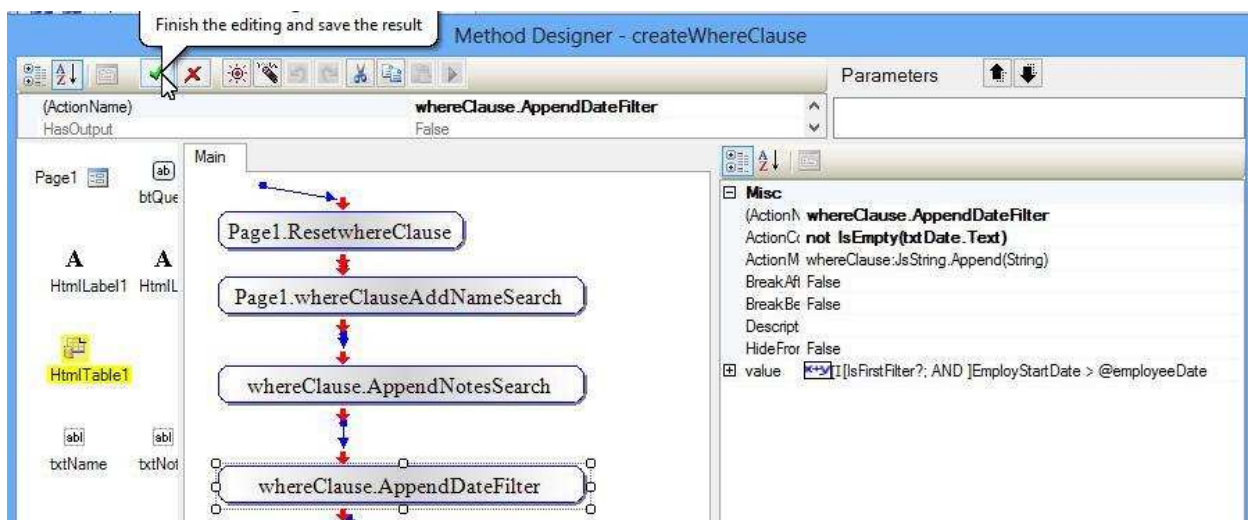 Finish the editing and save the result
Method Designer - createWhereClause
Parameters
(ActionName) whereClause.AppendDateFilter
HasOutput False
Page1
btQue
Main
HtmlLabel1 HtmlL
HtmlTable1
txtName txtNot
Page1.ResetwhereClause
Page1.whereClauseAddNameSearch
whereClause.AppendNotesSearch
whereClause.AppendDateFilter
Misc
(ActionN whereClause.AppendDateFilter
ActionCo not IsEmpty(txtDate.Text)
ActionM whereClause:JsString.Append(String)
BreakAft False
BreakBe False
Descript
HideFror False
value [IsFirstFilter?; AND ]EmployStartDate > @employeeDate